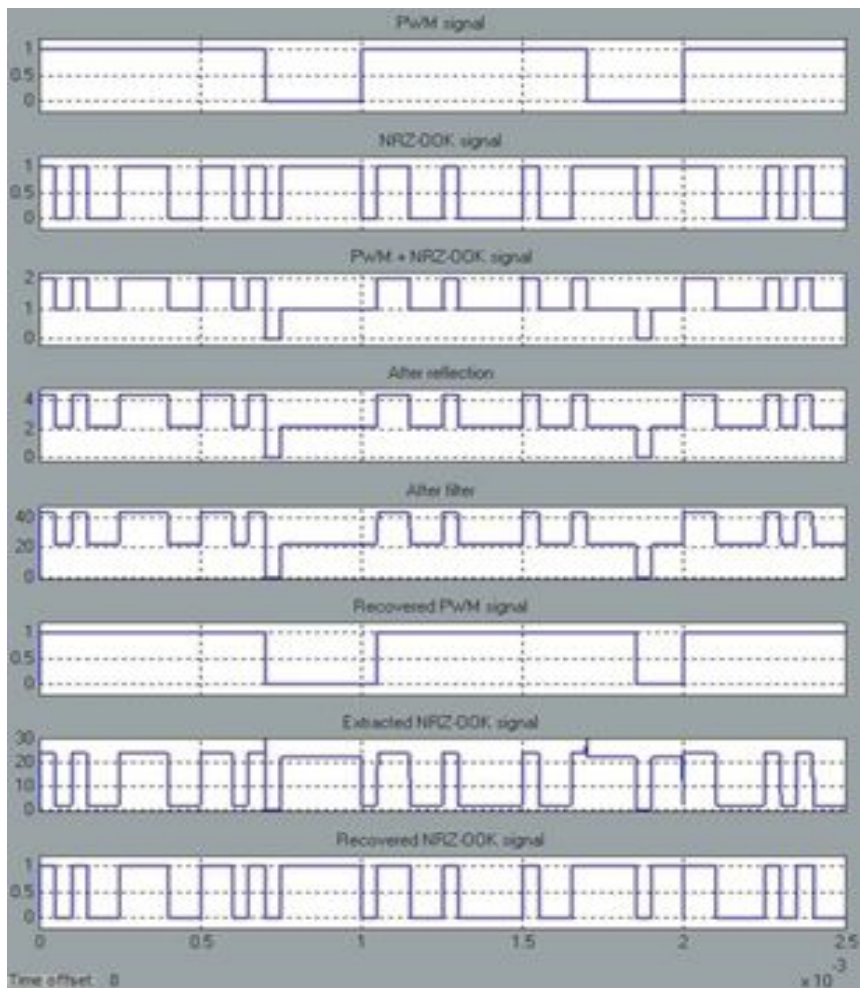 PWM signal
1
0.5
0
NRZ-OOK signal
1
0.5
0
PWM + NRZ-OOK signal
2
1
0
After reflection
4
2
0
After filter
40
20
0
Recovered PWM signal
1
0.5
0
Extracted NRZ-OOK signal
30
20
10
0
Recovered NRZ-OOK signal
1
0.5
0
0 0.5 1 1.5 2 2.5
x 10 -3
Time offset: 0